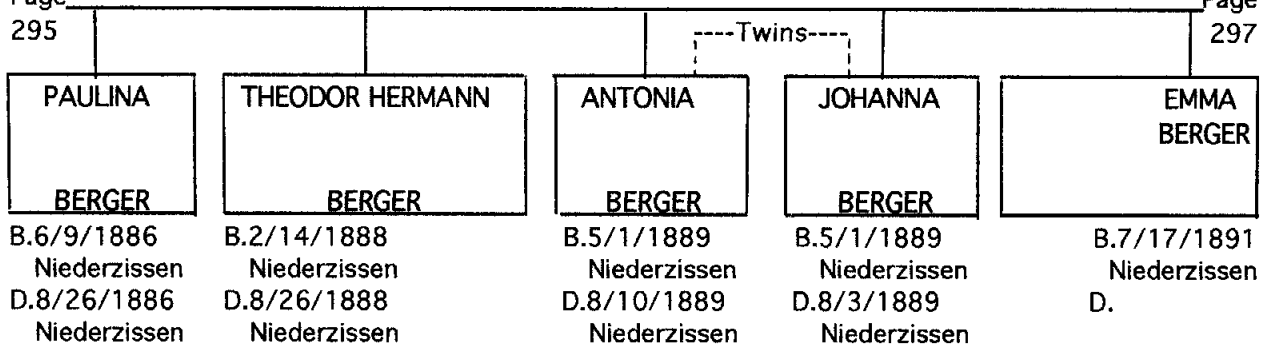 Page Page
295 ----Twins---- 297
PAULINA THEODOR HERMANN ANTONIA JOHANNA EMMA
BERGER
BERGER BERGER BERGER BERGER
B.6/9/1886 B.2/14/1888 B.5/1/1889 B.5/1/1889 B.7/17/1891
Niederzissen Niederzissen Niederzissen Niederzissen Niederzissen
D.8/26/1886 D.8/26/1888 D.8/10/1889 D.8/3/1889 D.
Niederzissen Niederzissen Niederzissen Niederzissen